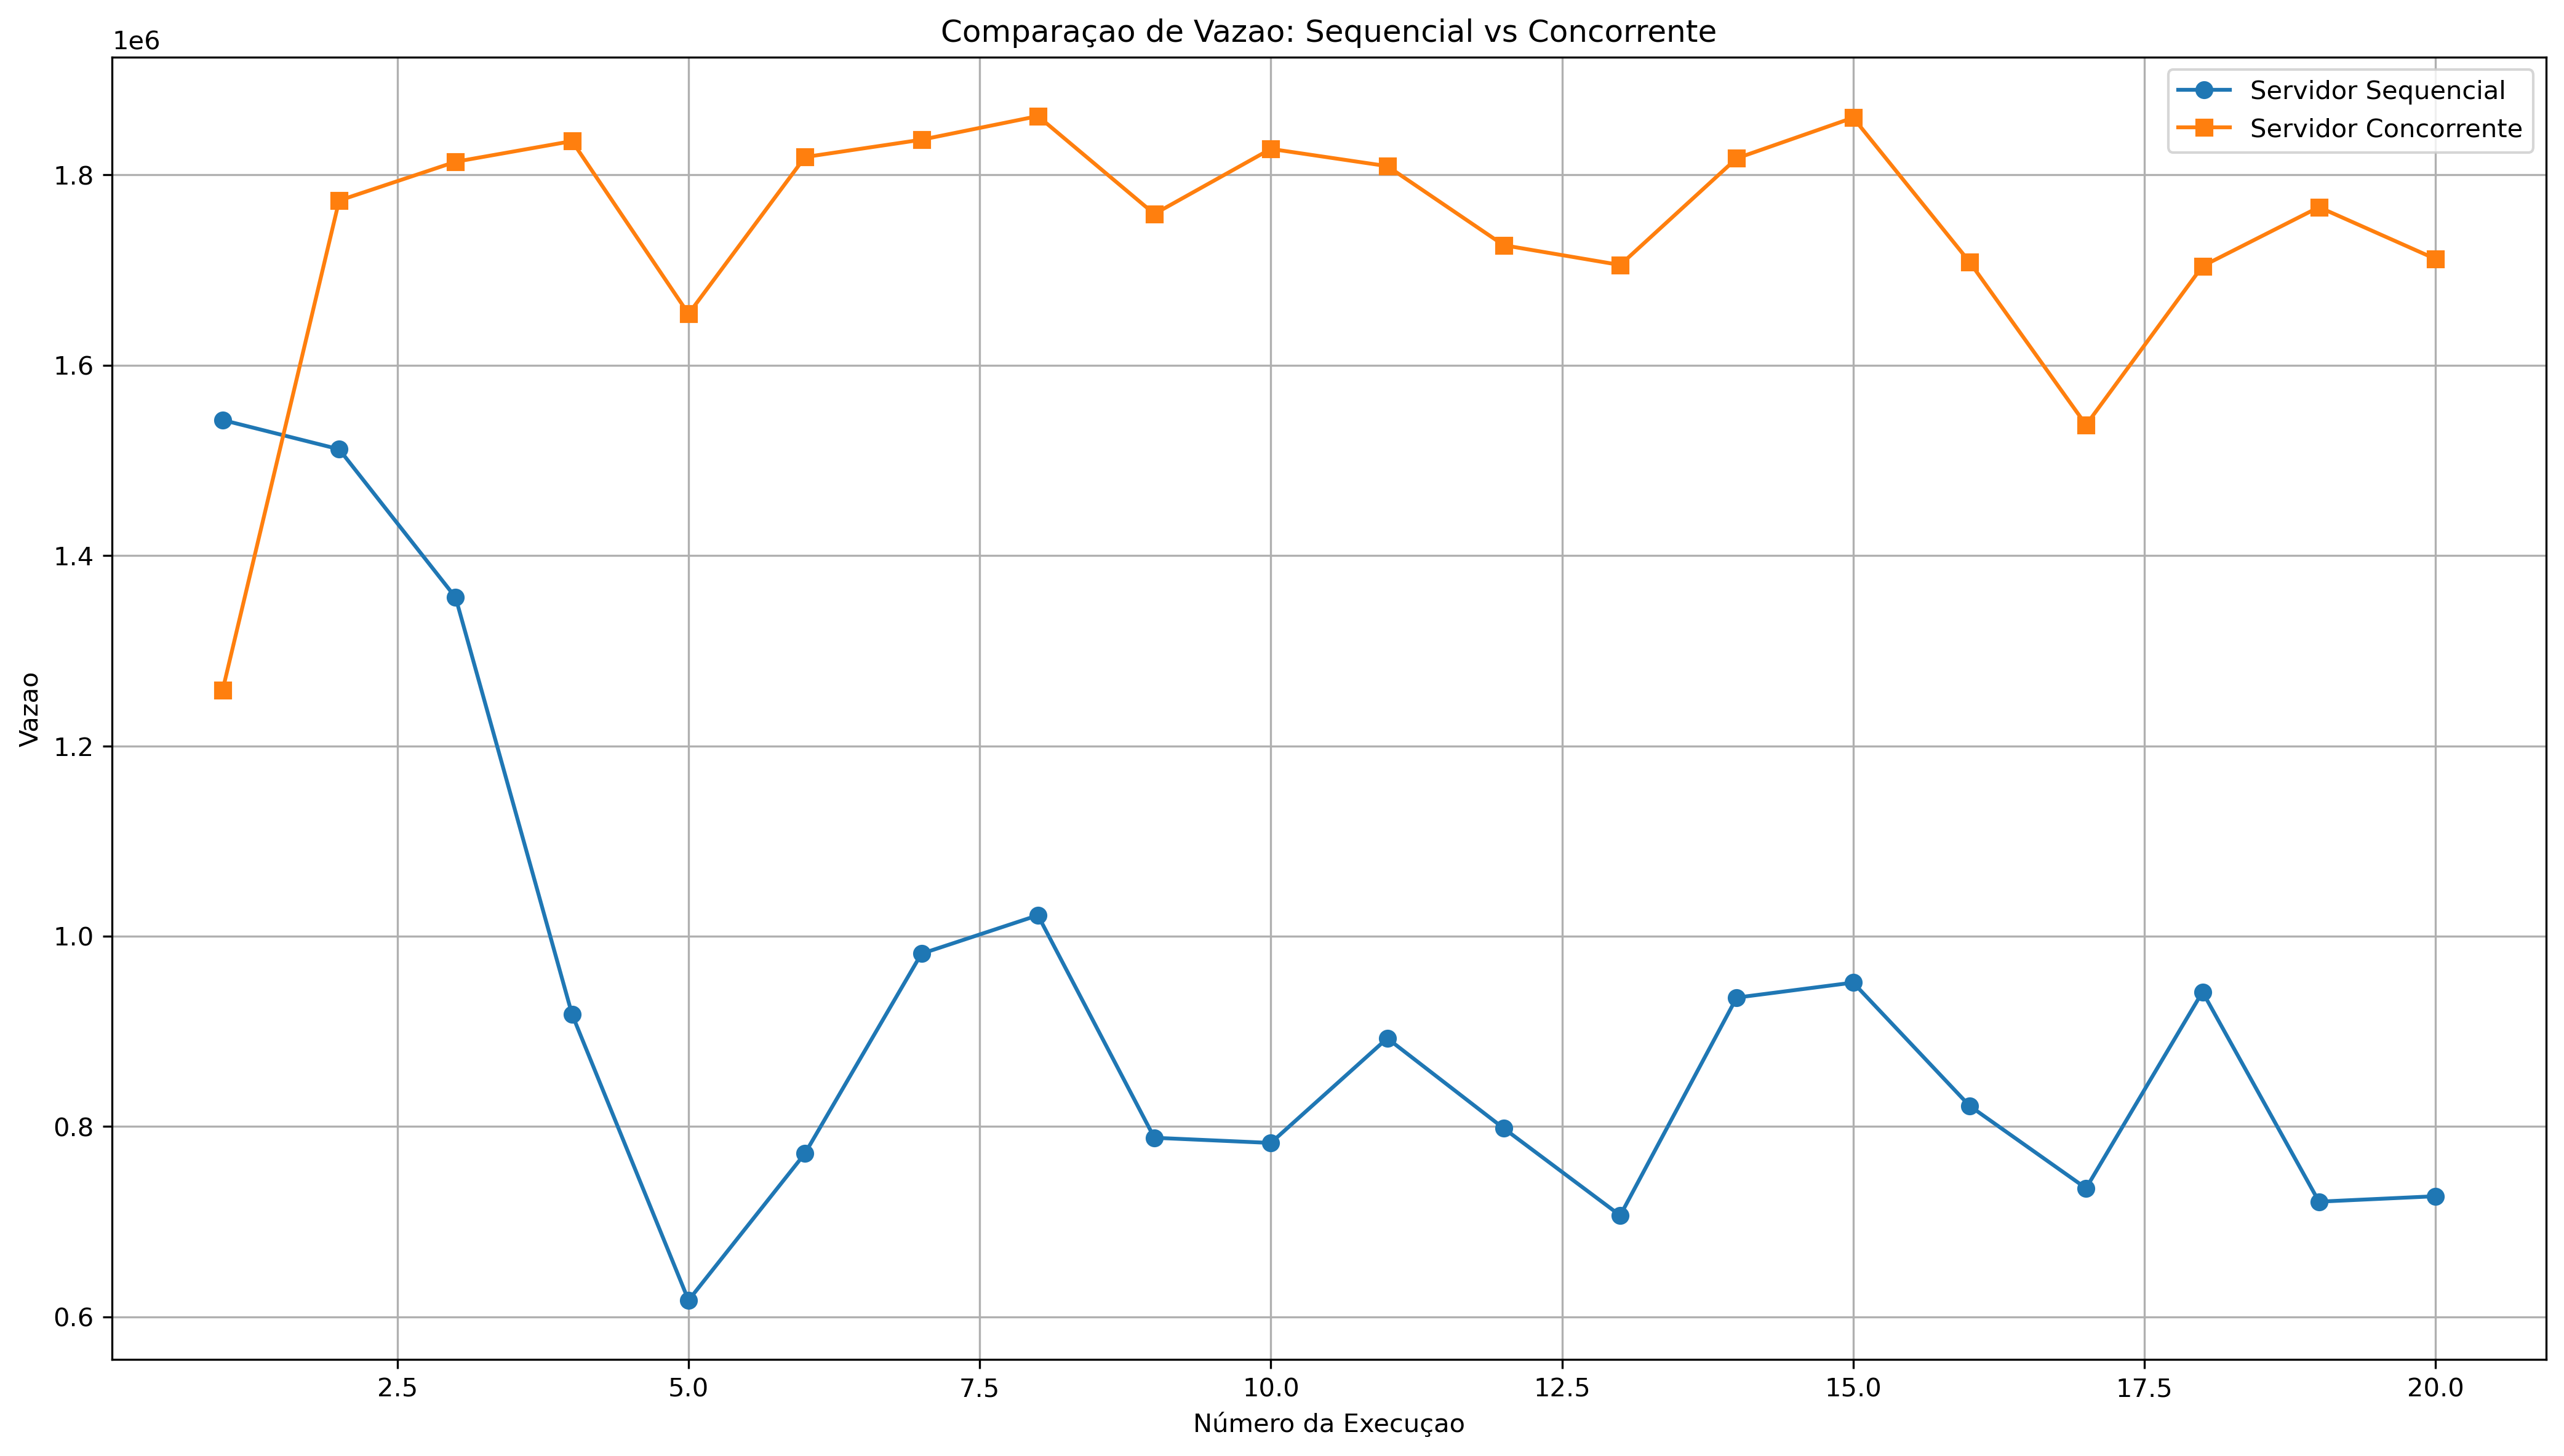 Comparaçao de Vazao: Sequencial vs Concorrente
1e6
Servidor Sequencial
Servidor Concorrente
1.8
1.6
1.4
1.2
1.0
0.8
0.6
Vazao
2.5 5.0 7.5 10.0 12.5 15.0 17.5 20.0
Número da Execuçao